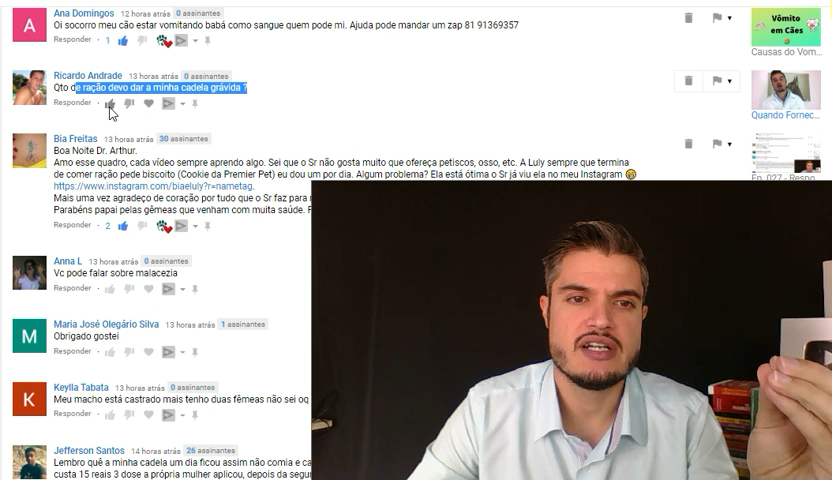 Ana Domingos 12 horas atrás 0 assinantes
A
Oi socorro meu cão estar vomitando babá como sangue quem pode mi. Ajuda pode mandar um zap 81 91369357
Responder · 1
Vômito
em Cães
Causas do Vom...
Ricardo Andrade 13 horas atrás 0 assinantes
Qto de ração devo dar a minha cadela grávida ?
Responder ·
Quando Fornec...
Bia Freitas 13 horas atrás 30 assinantes
Boa Noite Dr. Arthur.
Amo esse quadro, cada vídeo sempre aprendo algo. Sei que o Sr não gosta muito que ofereça petiscos, osso, etc. A Luly sempre que termina
de comer ração pede biscoito (Cookie da Premier Pet) eu dou um por dia. Algum problema? Ela está ótima o Sr já viu ela no meu Instagram 😁
https://www.instagram.com/biaeluly?r=nametag.
Mais uma vez agradeço de coração por tudo que o Sr faz para
Parabéns papai pelas gêmeas que venham com muita saúde.
Responder · 2
Ep. 027 - Respo
Anna L 13 horas atrás 0 assinantes
Vc pode falar sobre malacezia
Responder ·
Maria José Olegário Silva 13 horas atrás 1 assinantes
M
Obrigado gostei
Responder ·
Keylla Tabata 13 horas atrás 0 assinantes
K
Meu macho está castrado mais tenho duas fêmeas não sei oq
Responder ·
Jefferson Santos 14 horas atrás 26 assinantes
Lembro quê a minha cadela um dia ficou assim não comia e ca
custa 15 reais 3 dose a própria mulher aplicou, depois da segu